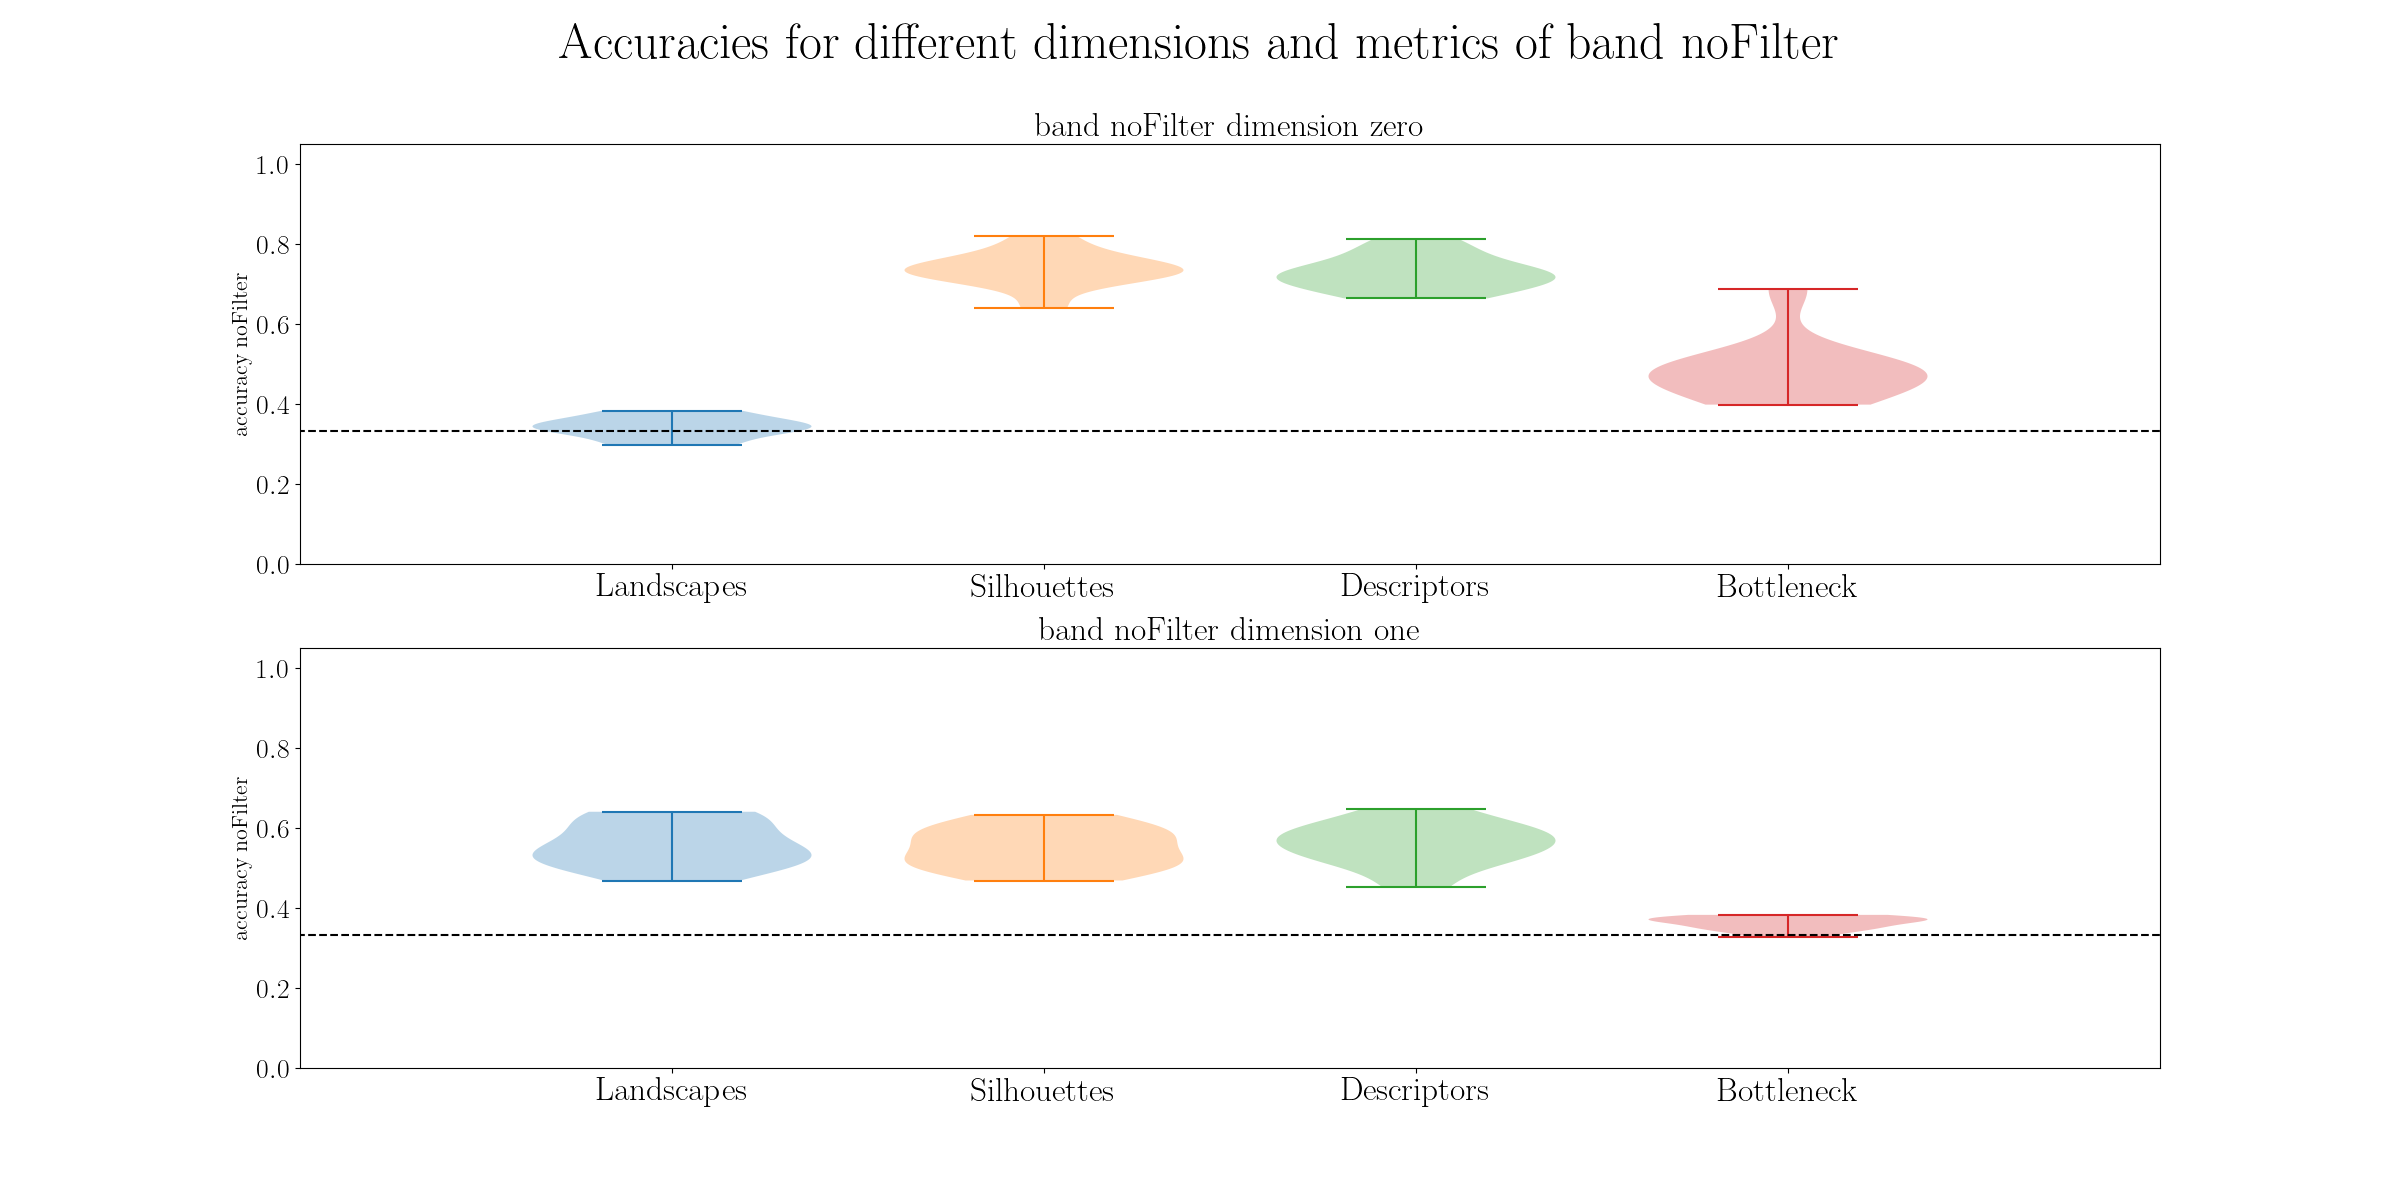 Accuracies for different dimensions and metrics of band noFilter
band noFilter dimension zero
accuracy noFilter
1.0
0.8
0.6
0.4
0.2
0.0
Landscapes Silhouettes Descriptors Bottleneck
band noFilter dimension one
accuracy noFilter
1.0
0.8
0.6
0.4
0.2
0.0
Landscapes Silhouettes Descriptors Bottleneck